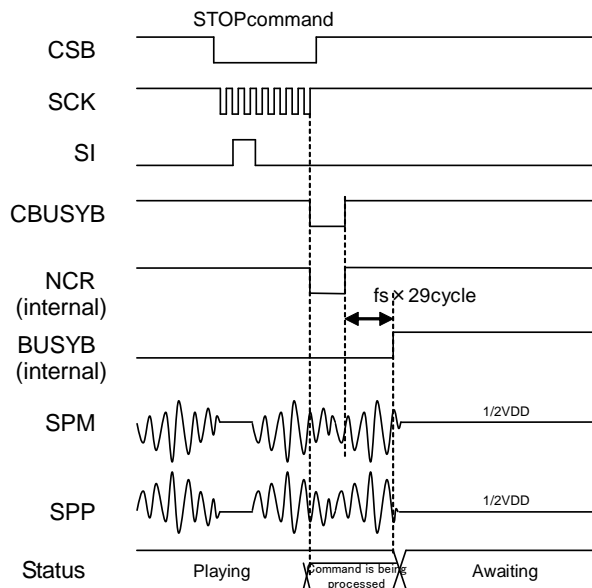 STOPcommand
CSB
SCK
SI
CBUSYB
NCR
(internal)
fs×29cycle
BUSYB
(internal)
SPM
1/2VDD
SPP
1/2VDD
Status
Playing
Command is being
processed
Awaiting